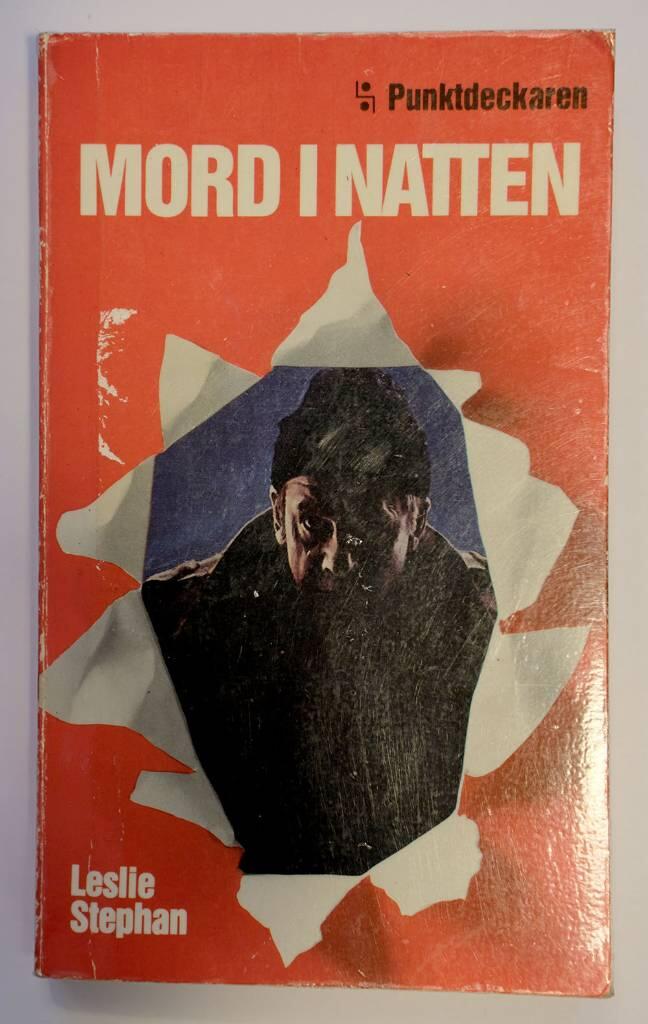 Punktdeckaren
MORD I NATTEN
Leslie
Stephan